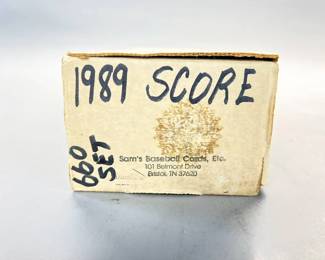 1989 SCORE
660
SET
Sam's Baseball Cards, Etc.
101 Belmont Drive
Bristol, TN 37620